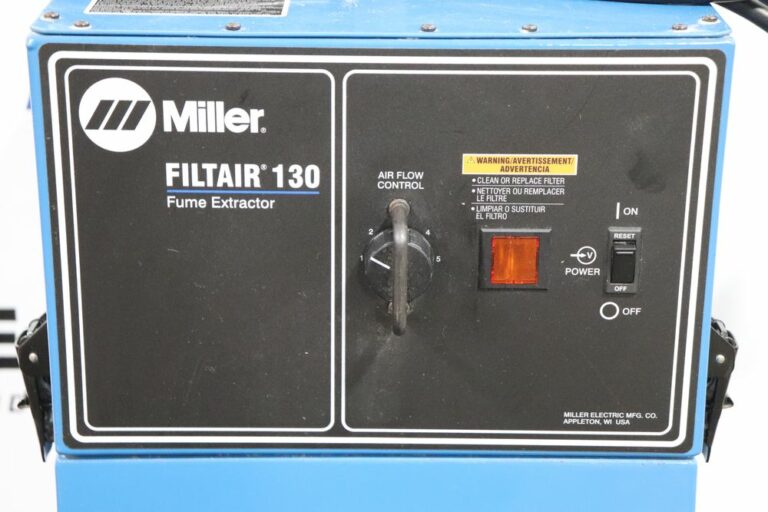 Miller®
FILTAIR® 130
Fume Extractor
AIR FLOW
CONTROL
1
2
4
5
WARNING/AVERTISSEMENT/
ADVERTENCIA
• CLEAN OR REPLACE FILTER
• NETTOYER OU REMPLACER
LE FILTRE
• LIMPIAR O SUSTITUIR
EL FILTRO
V
POWER
ON
RESET
OFF
OFF
MILLER ELECTRIC MFG. CO.
APPLETON, WI USA